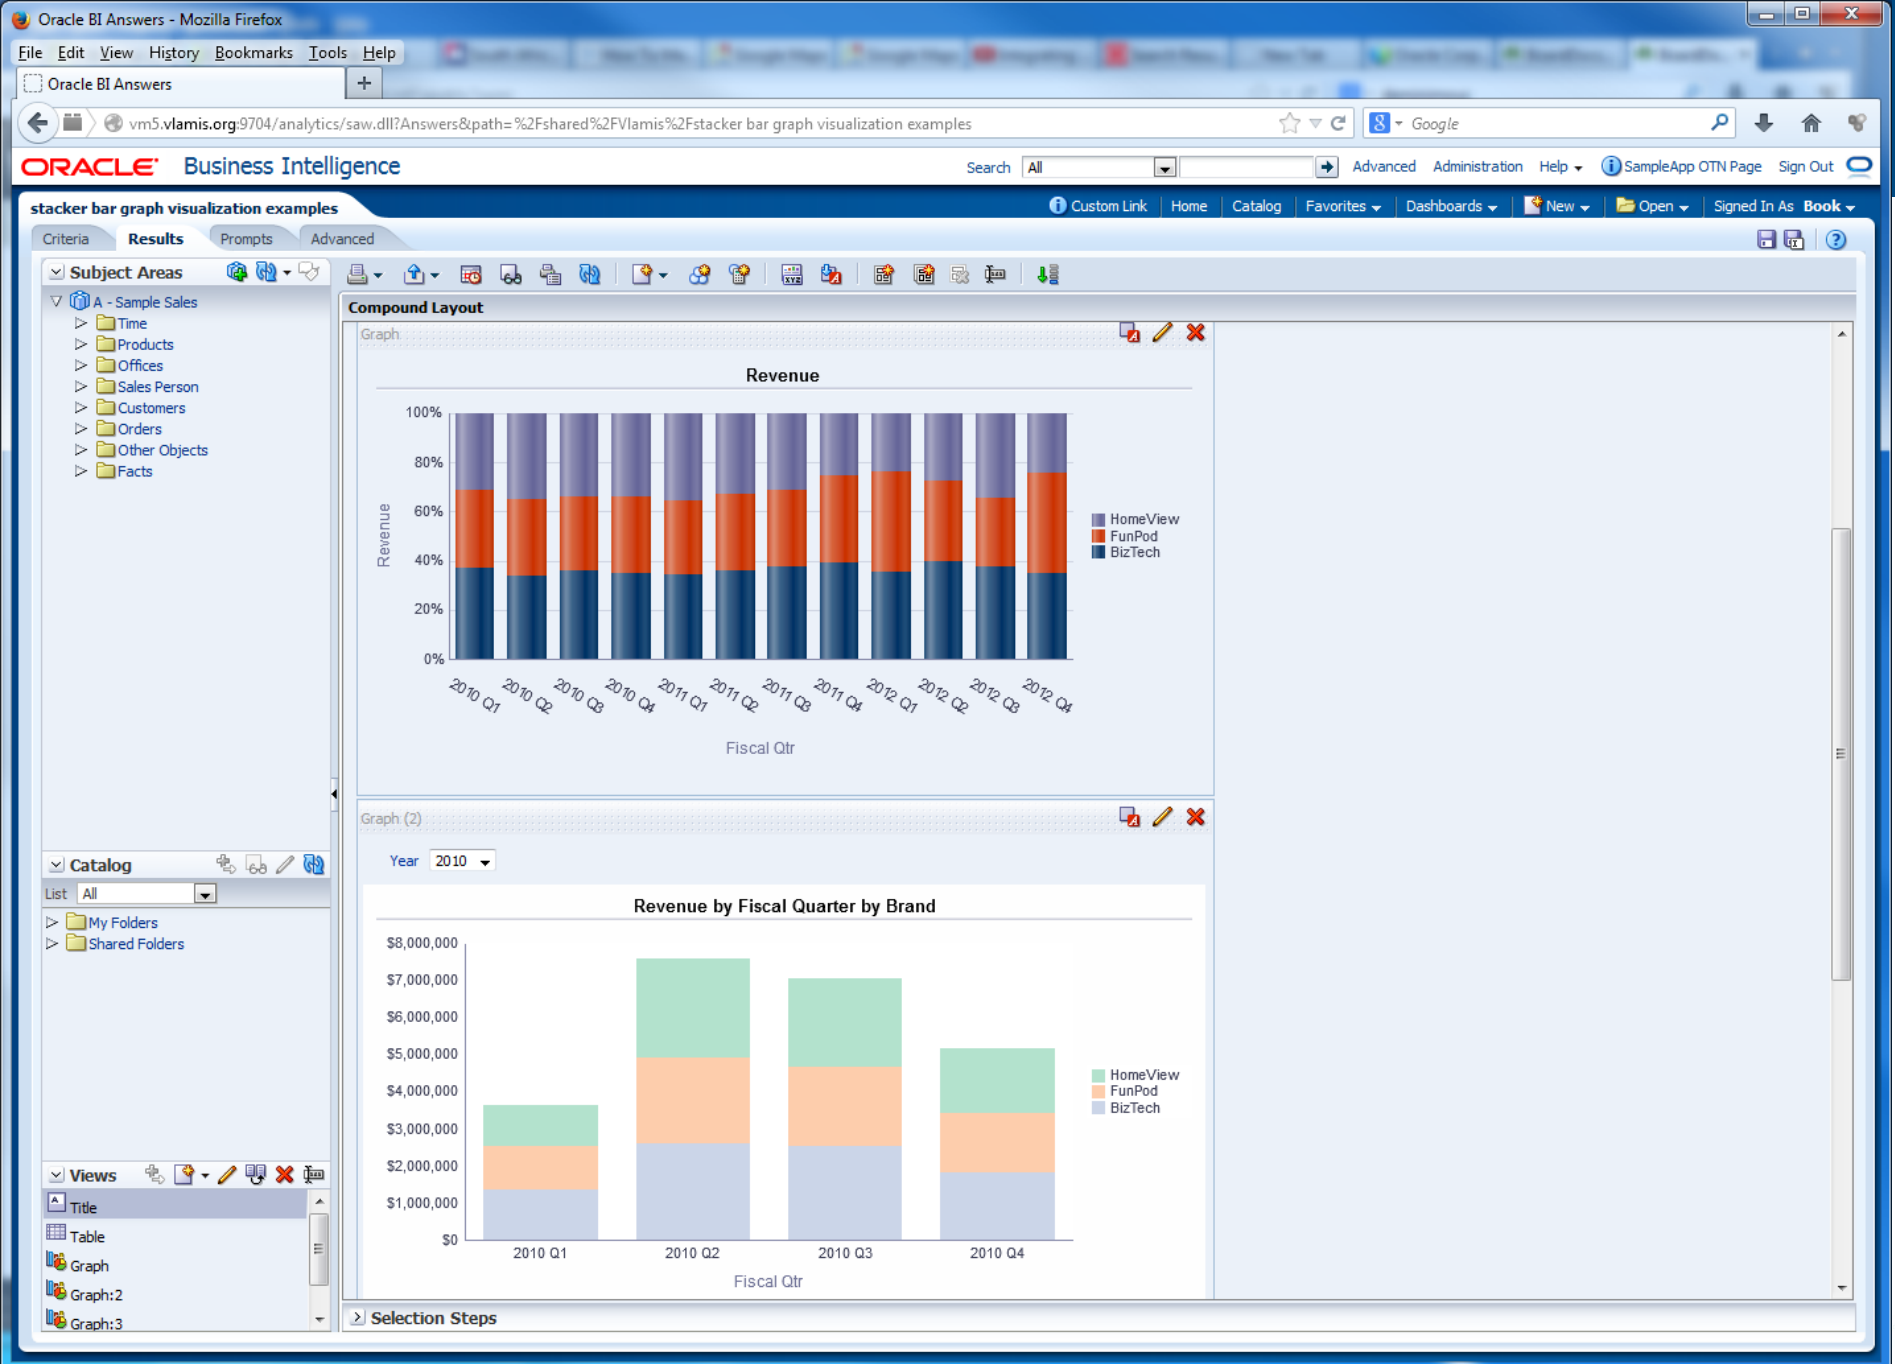 Oracle BI Answers - Mozilla Firefox
File Edit View History Bookmarks Tools Help
Oracle BI Answers
vm5.vlamis.org:9704/analytics/saw.dll?Answers&path=%2Fshared%2FVlamis%2Fstacker bar graph visualization examples
Google
ORACLE Business Intelligence
Search All Advanced Administration Help SampleApp OTN Page Sign Out
stacker bar graph visualization examples
Custom Link Home Catalog Favorites Dashboards New Open Signed In As Book
Criteria Results Prompts Advanced
Subject Areas
A - Sample Sales
Time
Products
Offices
Sales Person
Customers
Orders
Other Objects
Facts
Catalog
List All
My Folders
Shared Folders
Views
Title
Table
Graph
Graph:2
Graph:3
Compound Layout
Graph
Revenue
100%
80%
60%
40%
20%
0%
Revenue
2010 Q1 2010 Q2 2010 Q3 2010 Q4 2011 Q1 2011 Q2 2011 Q3 2011 Q4 2012 Q1 2012 Q2 2012 Q3 2012 Q4
Fiscal Qtr
HomeView
FunPod
BizTech
Graph (2)
Year 2010
Revenue by Fiscal Quarter by Brand
$8,000,000
$7,000,000
$6,000,000
$5,000,000
$4,000,000
$3,000,000
$2,000,000
$1,000,000
$0
2010 Q1 2010 Q2 2010 Q3 2010 Q4
Fiscal Qtr
HomeView
FunPod
BizTech
Selection Steps